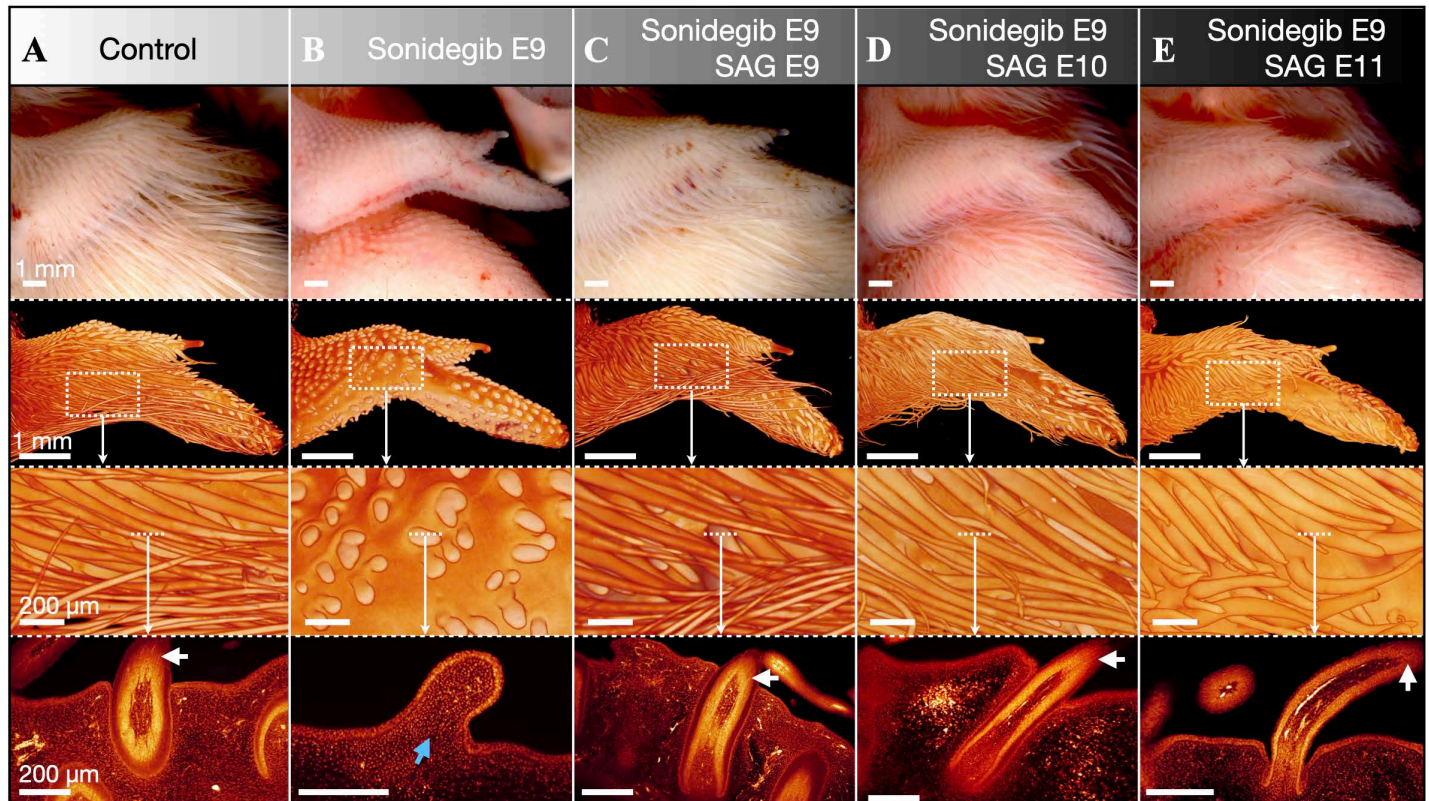 A Control
B Sonidegib E9
C Sonidegib E9
SAG E9
D Sonidegib E9
SAG E10
E Sonidegib E9
SAG E11
1 mm
1 mm
200 μm
200 μm